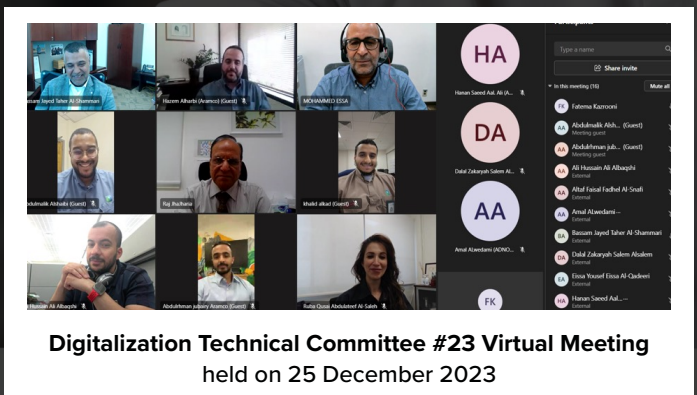 ssam Jayed Taher Al-Shammari
Hazem Alharbi (Aramco) (Guest)
MOHAMMED ESSA
HA
Hanan Saeed Aal. Ali (A...
Abdulmalik Alshaibi (Guest)
Raj Jhajharia
khalid alkad (Guest)
DA
Dalal Zakaryah Salem Al...
Hussain Ali Albaqshi
Abdulrhman jubairy Aramco (Guest)
Ruba Qunai Abdulateef Al-Saleh
AA
Amal ALwedami (ADNO...
FK
Participants
Type a name
Share invite
In this meeting (16)
Mute all
FK
Fatema Kazrooni
AA
Abdulmalik Alsh... (Guest)
Meeting guest
AA
Abdulrhman jub... (Guest)
Meeting guest
AA
Ali Hussain Ali Albaqshi
External
AA
Altaf Faisal Fadhel Al-Snafi
External
AA
Amal ALwedami--
External
BA
Bassam Jayed Taher Al-Shammari
External
DA
Dalal Zakaryah Salem Alsalem
External
EA
Eissa Yousef Eissa Al-Qadeeri
External
HA
Hanan Saeed Aal...--
External
Digitalization Technical Committee #23 Virtual Meeting
held on 25 December 2023